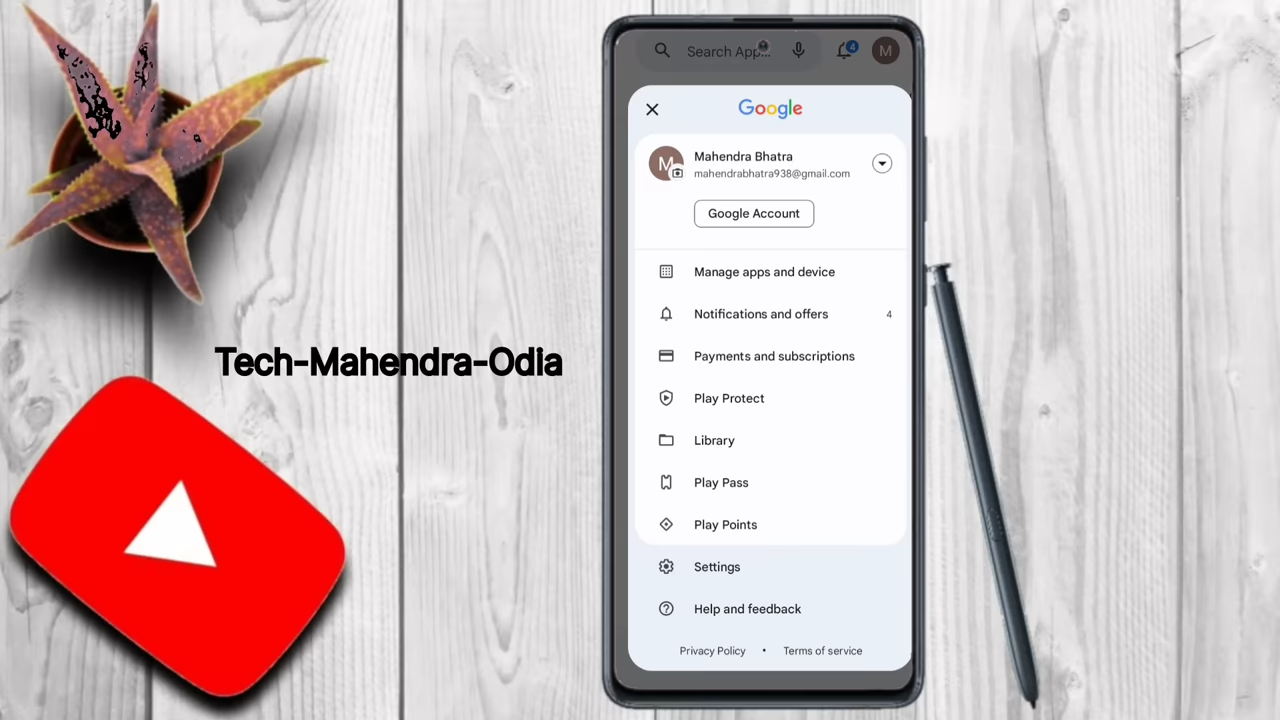 Search App...
4
M
Google
M
Mahendra Bhatra
mahendrabhatra938@gmail.com
Google Account
Manage apps and device
Notifications and offers 4
Payments and subscriptions
Play Protect
Library
Play Pass
Play Points
Settings
Help and feedback
Privacy Policy • Terms of service
Tech-Mahendra-Odia